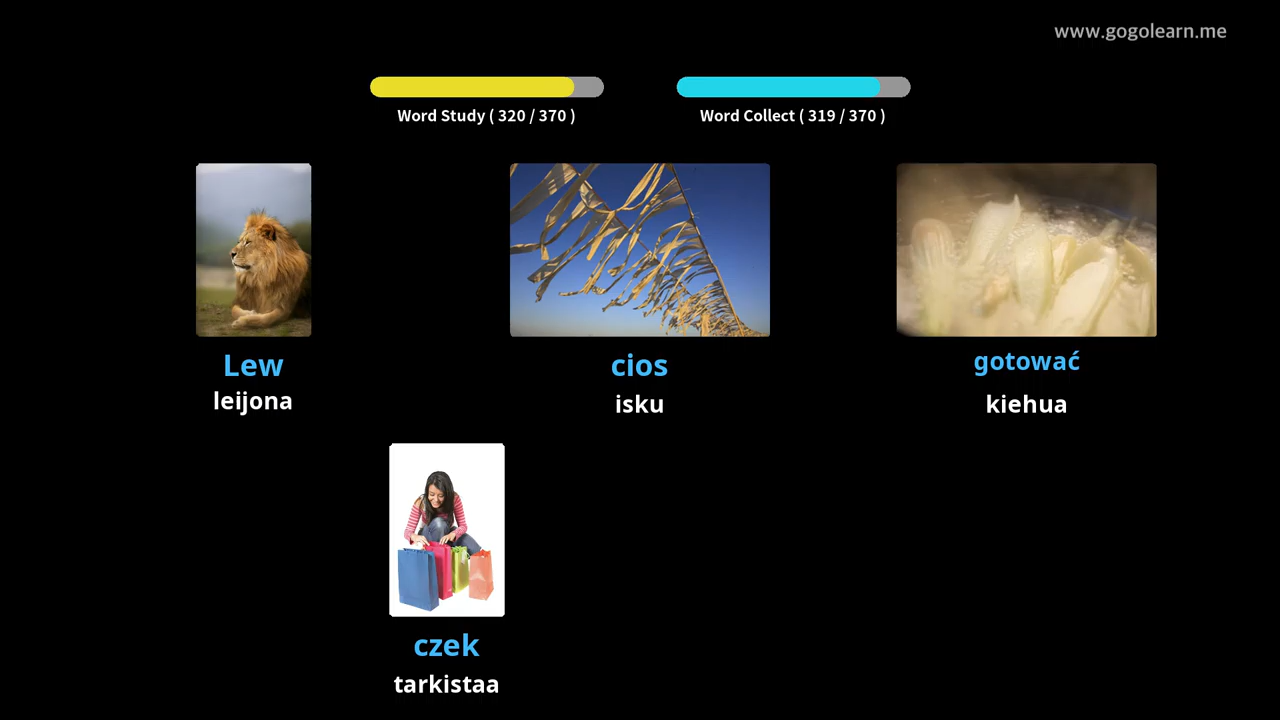 www.gogolearn.me
Word Study ( 320 / 370 )
Word Collect ( 319 / 370 )
Lew
leijona
cios
isku
gotować
kiehua
czek
tarkistaa